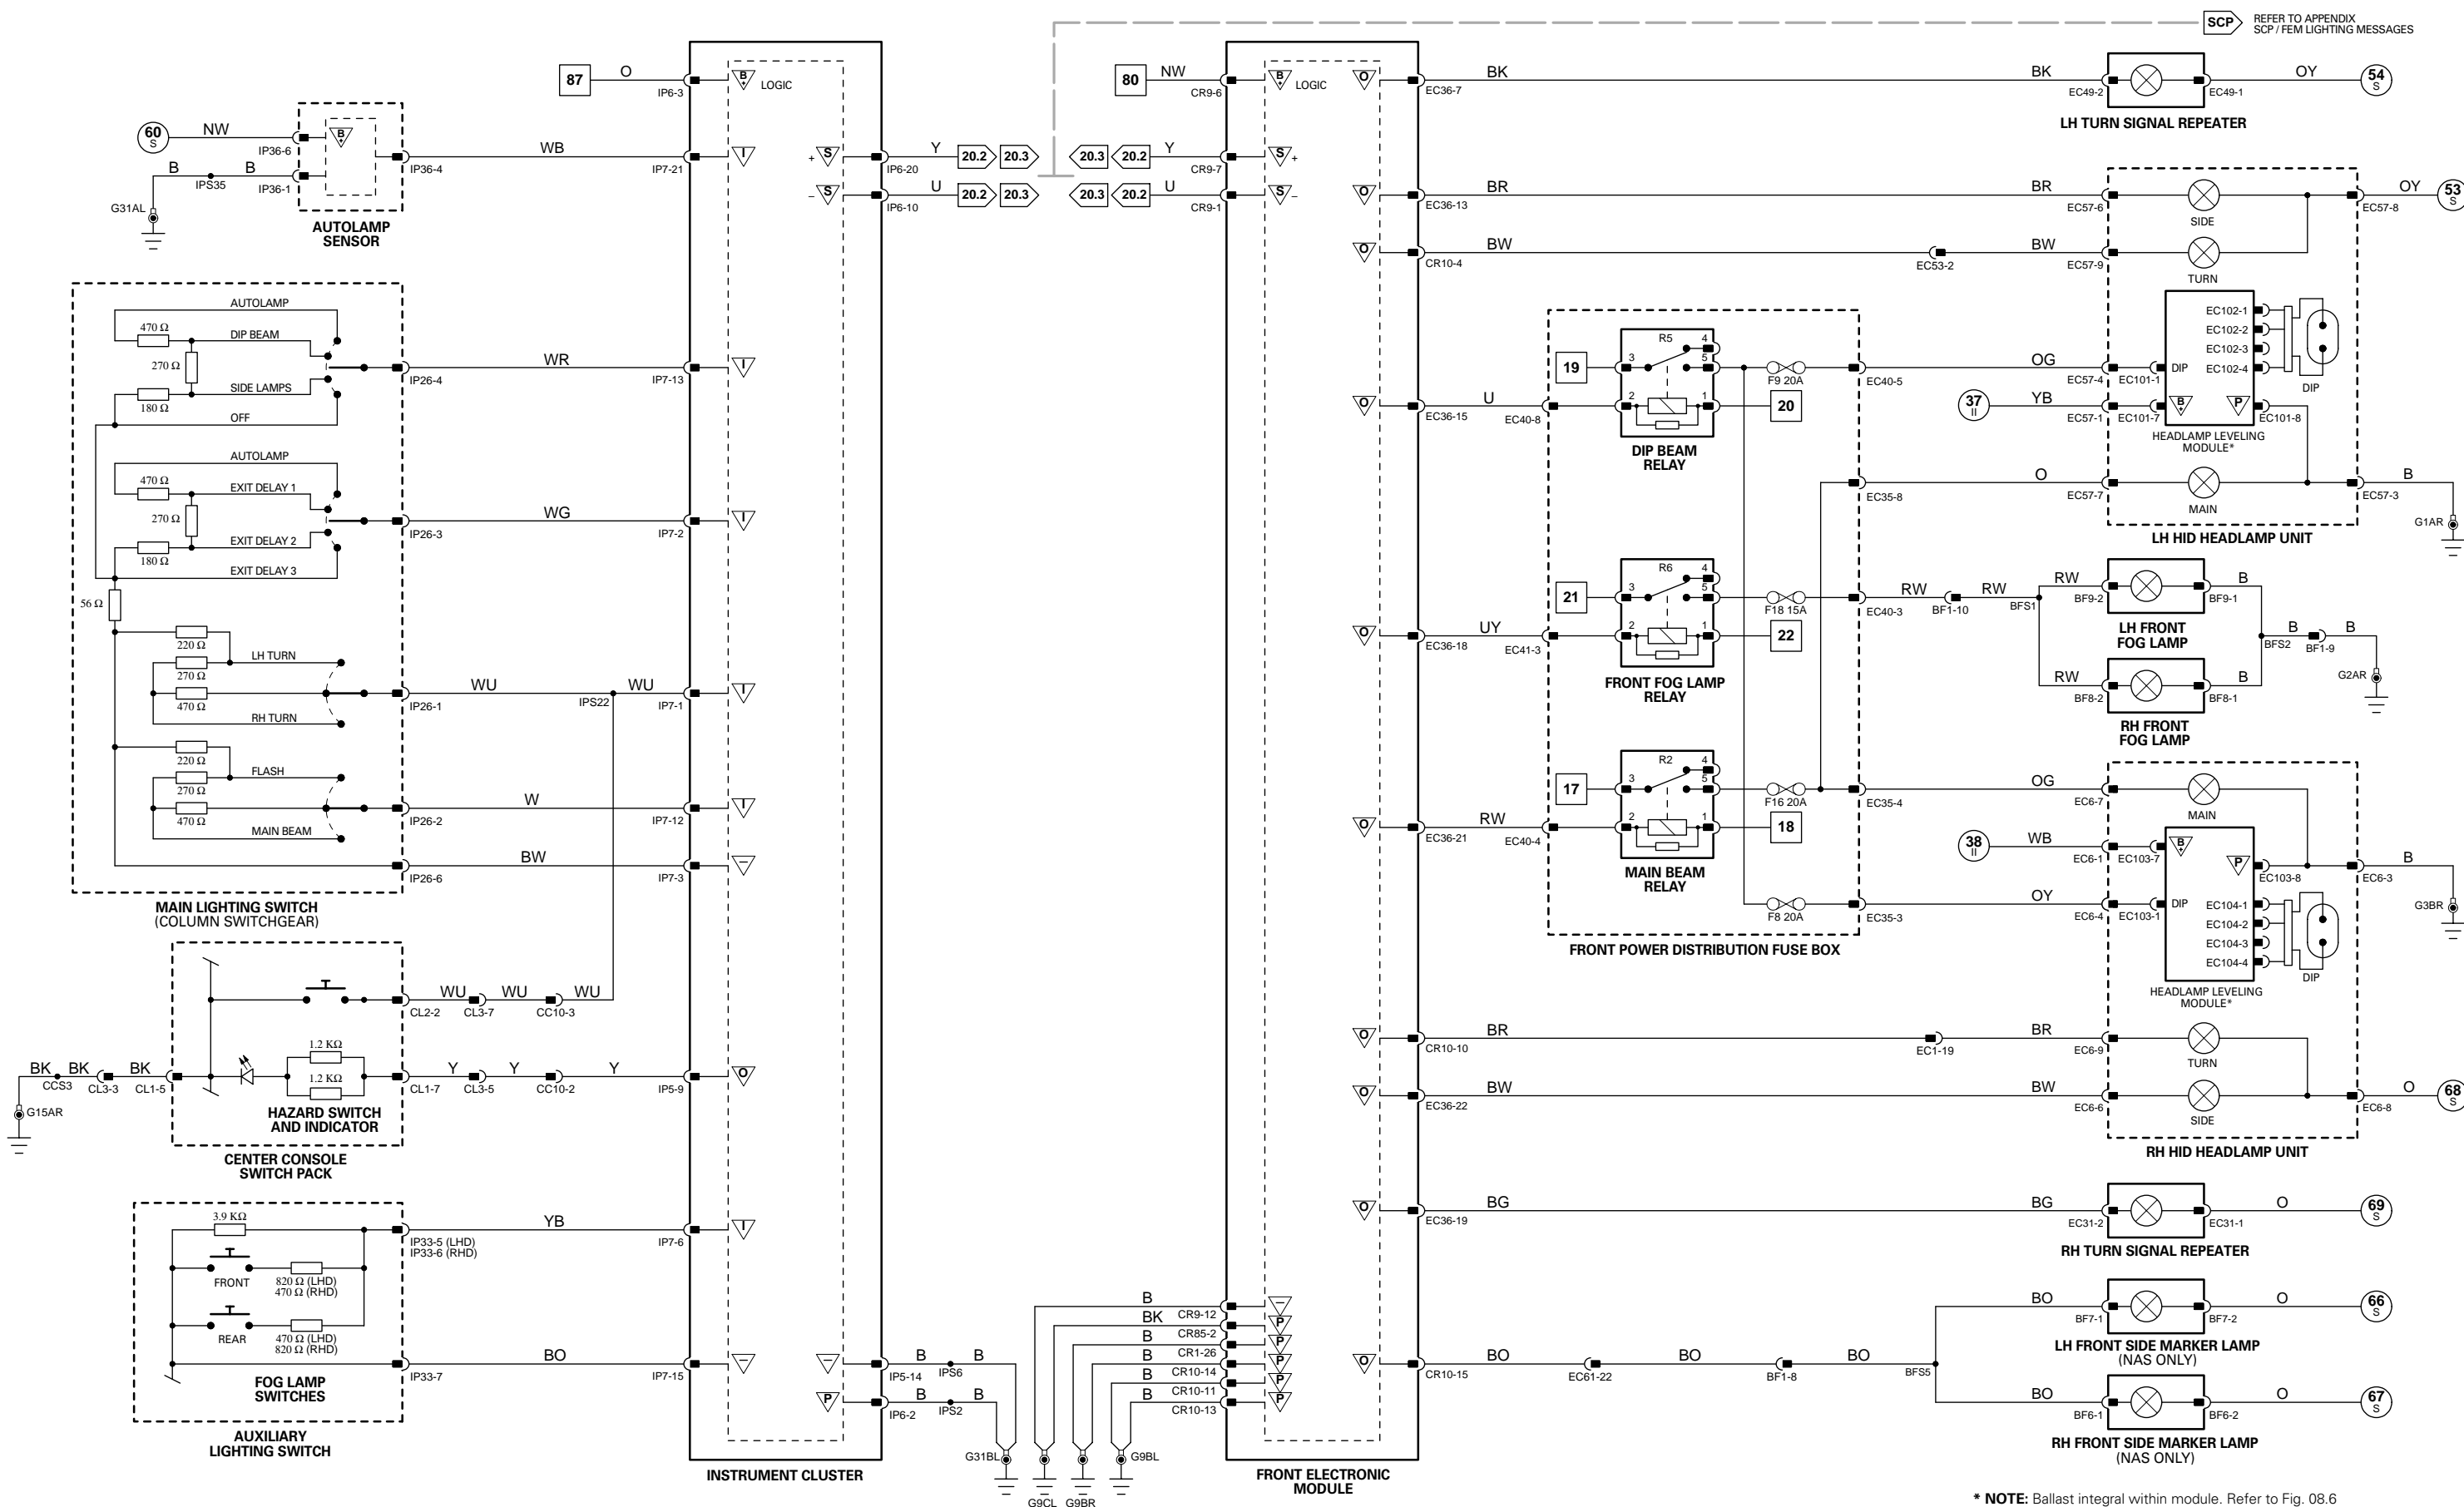 SCP REFER TO APPENDIX
SCP / FEM LIGHTING MESSAGES
87 O IP6-3 B+ LOGIC
80 NW CR9-6 B+ LOGIC O EC36-7 BK BK EC49-2 EC49-1 OY 54 S
LH TURN SIGNAL REPEATER
60 S NW IP36-6 B+ IP36-4 WB IP7-21 I
B IPS35 B IP36-1
G31AL
AUTOLAMP
SENSOR
+ S IP6-20 Y 20.2 20.3
20.3 20.2 Y CR9-7 S +
– S IP6-10 U 20.2 20.3
20.3 20.2 U CR9-1 S –
O EC36-13 BR BR EC57-6 SIDE EC57-8 OY 53 S
O CR10-4 BW EC53-2 BW EC57-9 TURN
AUTOLAMP
470 Ω DIP BEAM
270 Ω
SIDE LAMPS
180 Ω
OFF
IP26-4 WR IP7-13 I
AUTOLAMP
470 Ω EXIT DELAY 1
270 Ω
EXIT DELAY 2
180 Ω
EXIT DELAY 3
IP26-3 WG IP7-2 I
56 Ω
220 Ω
LH TURN
270 Ω
470 Ω
RH TURN
IP26-1 WU IPS22 WU IP7-1 I
220 Ω
FLASH
270 Ω
470 Ω
MAIN BEAM
IP26-2 W IP7-12 I
IP26-6 BW IP7-3 –
MAIN LIGHTING SWITCH
(COLUMN SWITCHGEAR)
CL2-2 WU CL3-7 WU CC10-3 WU
BK CCS3 BK CL3-3 BK CL1-5
1.2 KΩ
1.2 KΩ
CL1-7 Y CL3-5 Y CC10-2 Y IP5-9 O
G15AR
HAZARD SWITCH
AND INDICATOR
CENTER CONSOLE
SWITCH PACK
3.9 KΩ
IP33-5 (LHD)
IP33-6 (RHD)
YB IP7-6 I
FRONT
820 Ω (LHD)
470 Ω (RHD)
REAR
470 Ω (LHD)
820 Ω (RHD)
IP33-7 BO IP7-15 –
FOG LAMP
SWITCHES
AUXILIARY
LIGHTING SWITCH
– IP5-14 B IPS6 B
P IP6-2 B IPS2 B
G31BL
INSTRUMENT CLUSTER
B CR9-12 –
BK CR85-2 P
B CR1-26 P
B CR10-14 P
B CR10-11 P
B CR10-13 P
G9CL G9BR G9BL
FRONT ELECTRONIC
MODULE
O EC36-15 U EC40-8
19 3 R5 4 5 2 1 20
F9 20A EC40-5 OG EC57-4 EC101-1 DIP
DIP BEAM
RELAY
37 II YB EC57-1 EC101-7 B+ P EC101-8
EC102-1
EC102-2
EC102-3
EC102-4
DIP
HEADLAMP LEVELING
MODULE*
EC35-8 O EC57-7 MAIN EC57-3 B
G1AR
LH HID HEADLAMP UNIT
O EC36-18 UY EC41-3
21 3 R6 4 5 2 1 22
F18 15A EC40-3 RW BF1-10 RW BFS1
FRONT FOG LAMP
RELAY
RW BF9-2 BF9-1 B
LH FRONT
FOG LAMP
BFS2 B BF1-9 B
G2AR
RW BF8-2 BF8-1 B
RH FRONT
FOG LAMP
O EC36-21 RW EC40-4
17 3 R2 4 5 2 1 18
F16 20A EC35-4 OG EC6-7 MAIN
MAIN BEAM
RELAY
38 II WB EC6-1 EC103-7 B+ P EC103-8 EC6-3 B
G3BR
F8 20A EC35-3 OY EC6-4 EC103-1 DIP
EC104-1
EC104-2
EC104-3
EC104-4
DIP
HEADLAMP LEVELING
MODULE*
FRONT POWER DISTRIBUTION FUSE BOX
O CR10-10 BR EC1-19 BR EC6-9 TURN
O EC36-22 BW BW EC6-6 SIDE EC6-8 O 68 S
RH HID HEADLAMP UNIT
O EC36-19 BG BG EC31-2 EC31-1 O 69 S
RH TURN SIGNAL REPEATER
O CR10-15 BO EC61-22 BO BF1-8 BO BFS5
BO BF7-1 BF7-2 O 66 S
LH FRONT SIDE MARKER LAMP
(NAS ONLY)
BO BF6-1 BF6-2 O 67 S
RH FRONT SIDE MARKER LAMP
(NAS ONLY)
* NOTE: Ballast integral within module. Refer to Fig. 08.6